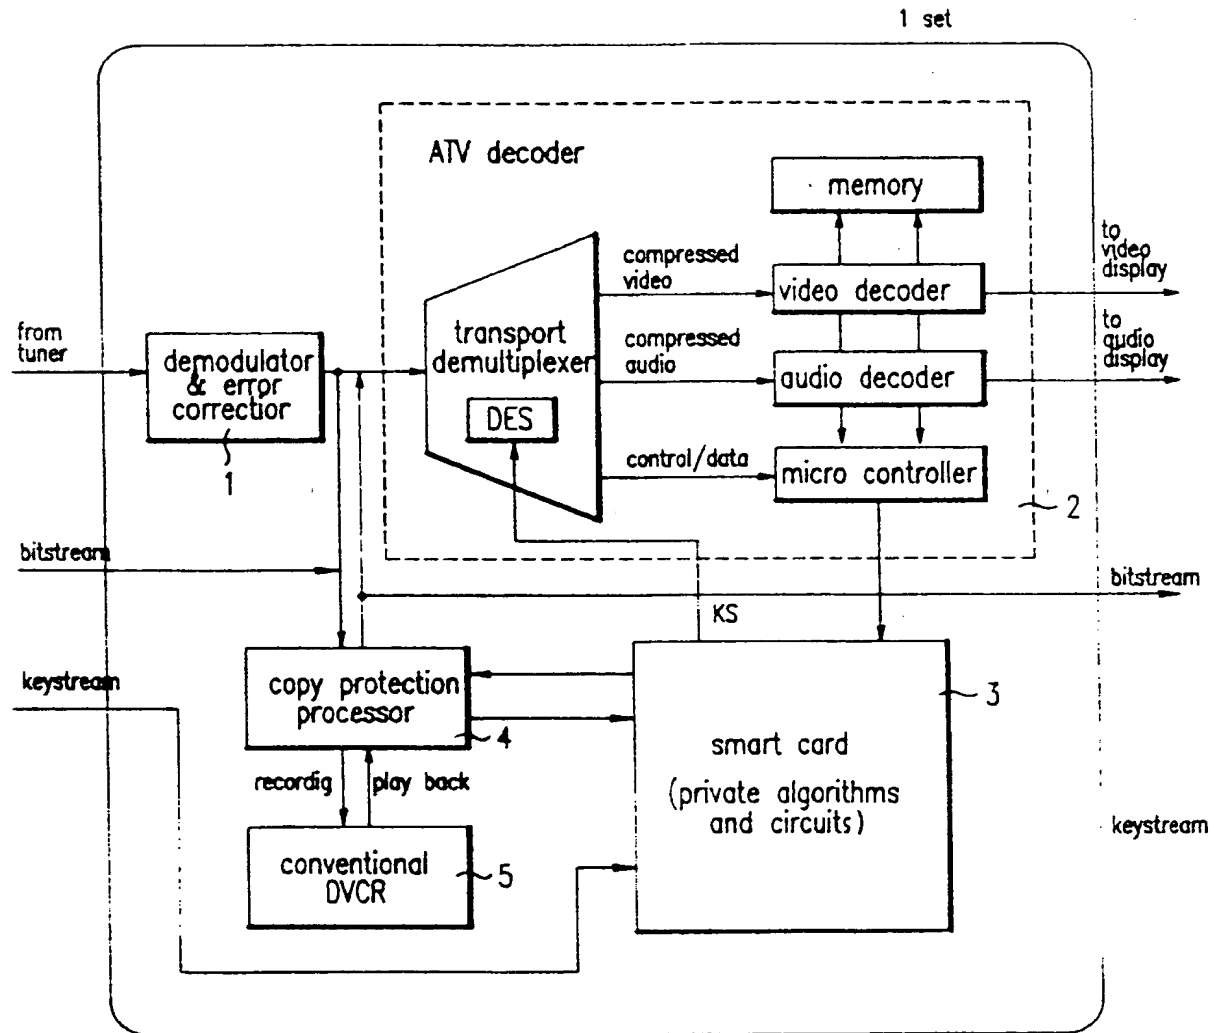 1 set
ATV decoder
memory
to
video
display
compressed
video
video decoder
from
tuner
transport
demultiplexer
compressed
audio
to
audio
display
demodulator
& error
correctior
audio decoder
DES
1
control/data
micro controller
2
bitstream
bitstream
KS
keystream
copy protection
processor
4
3
smart card
(private algorithms
and circuits)
recordig
play back
keystream
conventional
DVCR
5